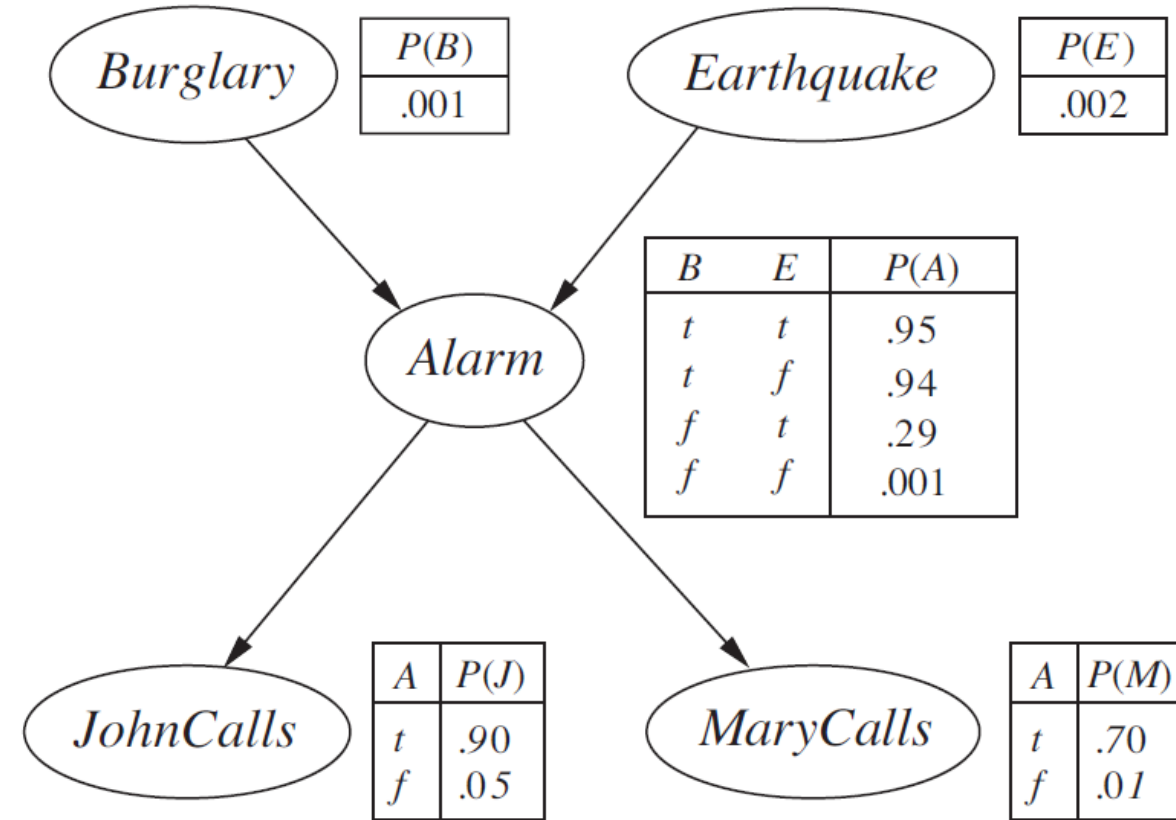 Burglary
P(B)
.001
Earthquake
P(E)
.002
B E P(A)
t t .95
t f .94
f t .29
f f .001
Alarm
JohnCalls
A P(J)
t .90
f .05
MaryCalls
A P(M)
t .70
f .01